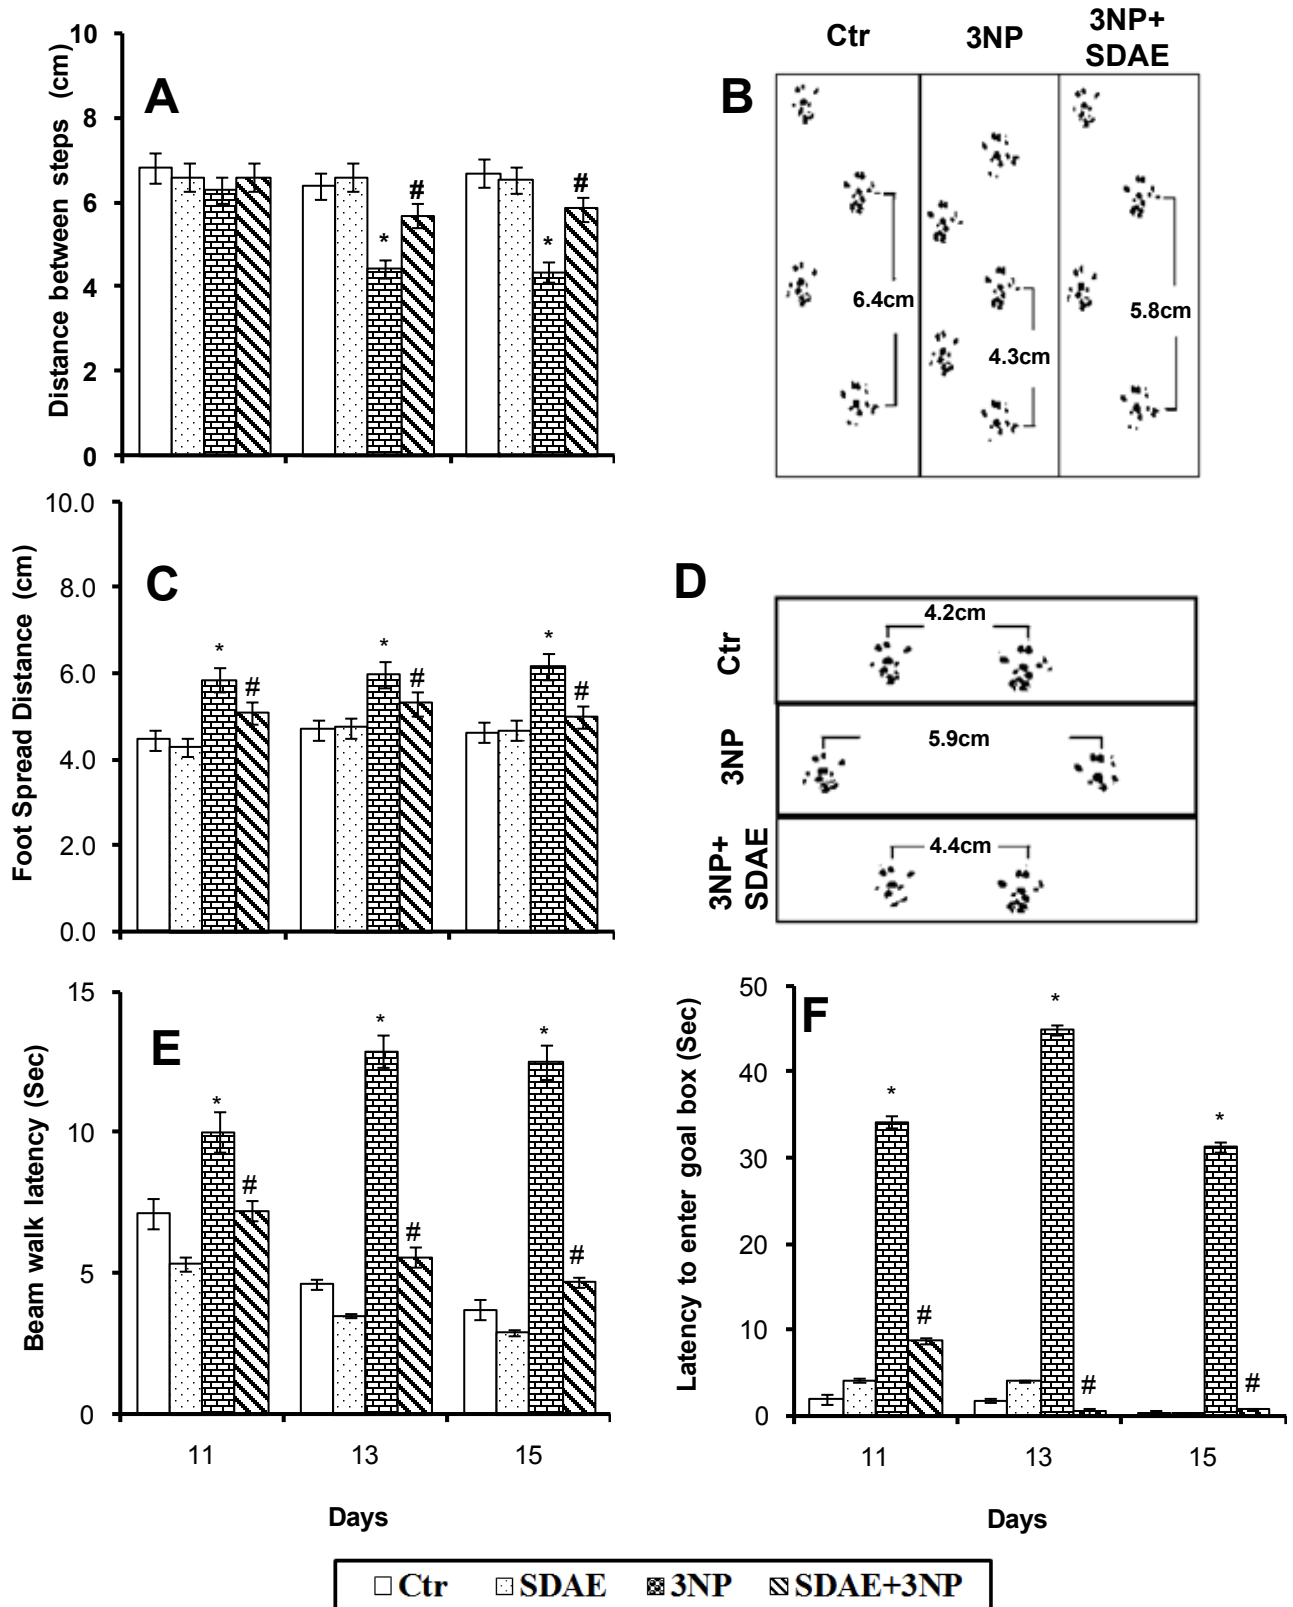 A
Distance between steps (cm)
10
8
6
4
2
0
* #
* #
B
Ctr 3NP 3NP+
SDAE
6.4cm
4.3cm
5.8cm
C
Foot Spread Distance (cm)
10.0
8.0
6.0
4.0
2.0
0.0
* #
* #
* #
D
Ctr
4.2cm
3NP
5.9cm
3NP+
SDAE
4.4cm
E
Beam walk latency (Sec)
15
10
5
0
* #
* #
* #
11 13 15
Days
F
Latency to enter goal box (Sec)
50
40
30
20
10
0
* #
* #
* #
11 13 15
Days
Ctr SDAE 3NP SDAE+3NP